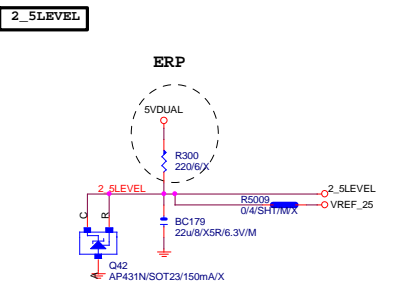 2_5LEVEL
ERP
5VDUAL
R300
220/6/X
2_5LEVEL
2_5LEVEL
R5009
0/4/SHT/M/X
VREF_25
C
R
BC179
22u/8/X5R/6.3V/M
A
Q42
AP431N/SOT23/150mA/X